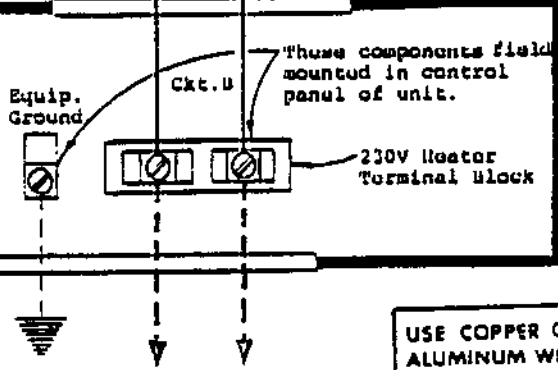 These components field
mounted in control
panel of unit.
Ckt.B
Equip.
Ground
230V Heater
Terminal Block
USE COPPER
ALUMINUM